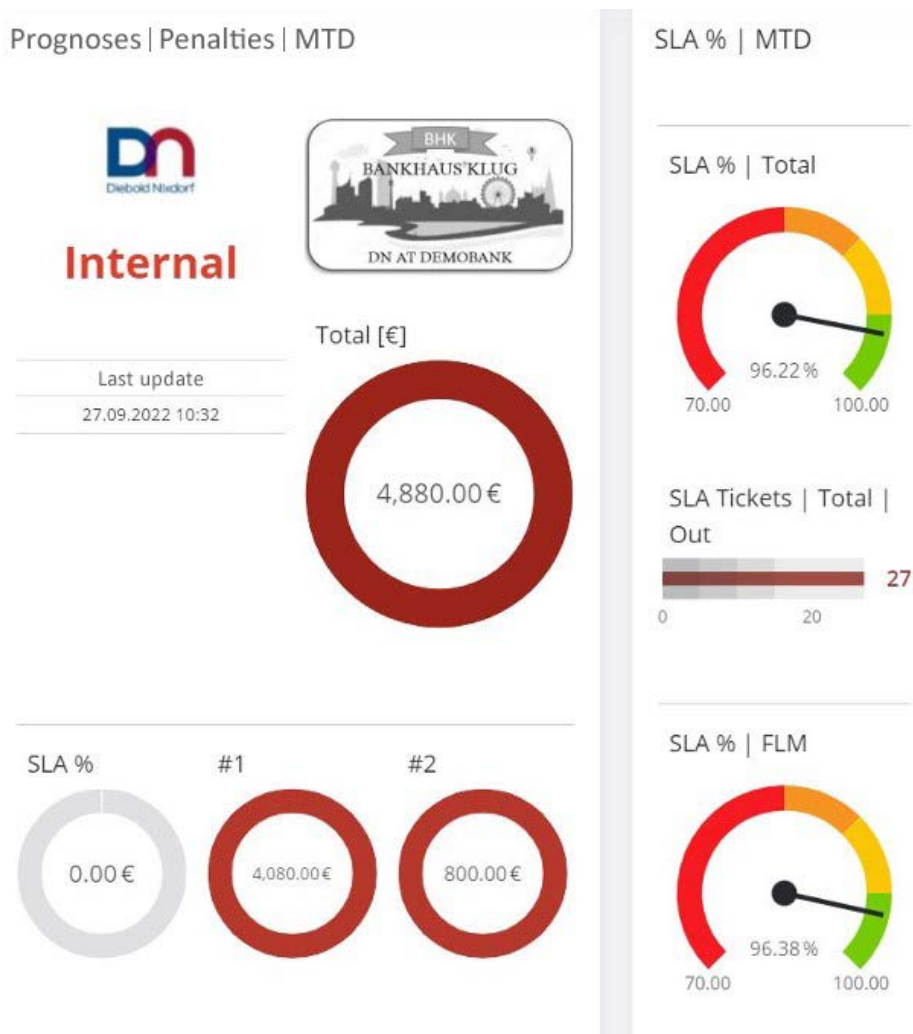 Prognoses | Penalties | MTD
DN
Diebold Nixdorf
Internal
BHK
BANKHAUS KLUG
DN AT DEMOBANK
Last update
27.09.2022 10:32
Total [€]
4,880.00 €
SLA %
0.00 €
#1
4,080.00 €
#2
800.00 €
SLA % | MTD
SLA % | Total
96.22 %
70.00
100.00
SLA Tickets | Total |
Out
27
0
20
SLA % | FLM
96.38 %
70.00
100.00